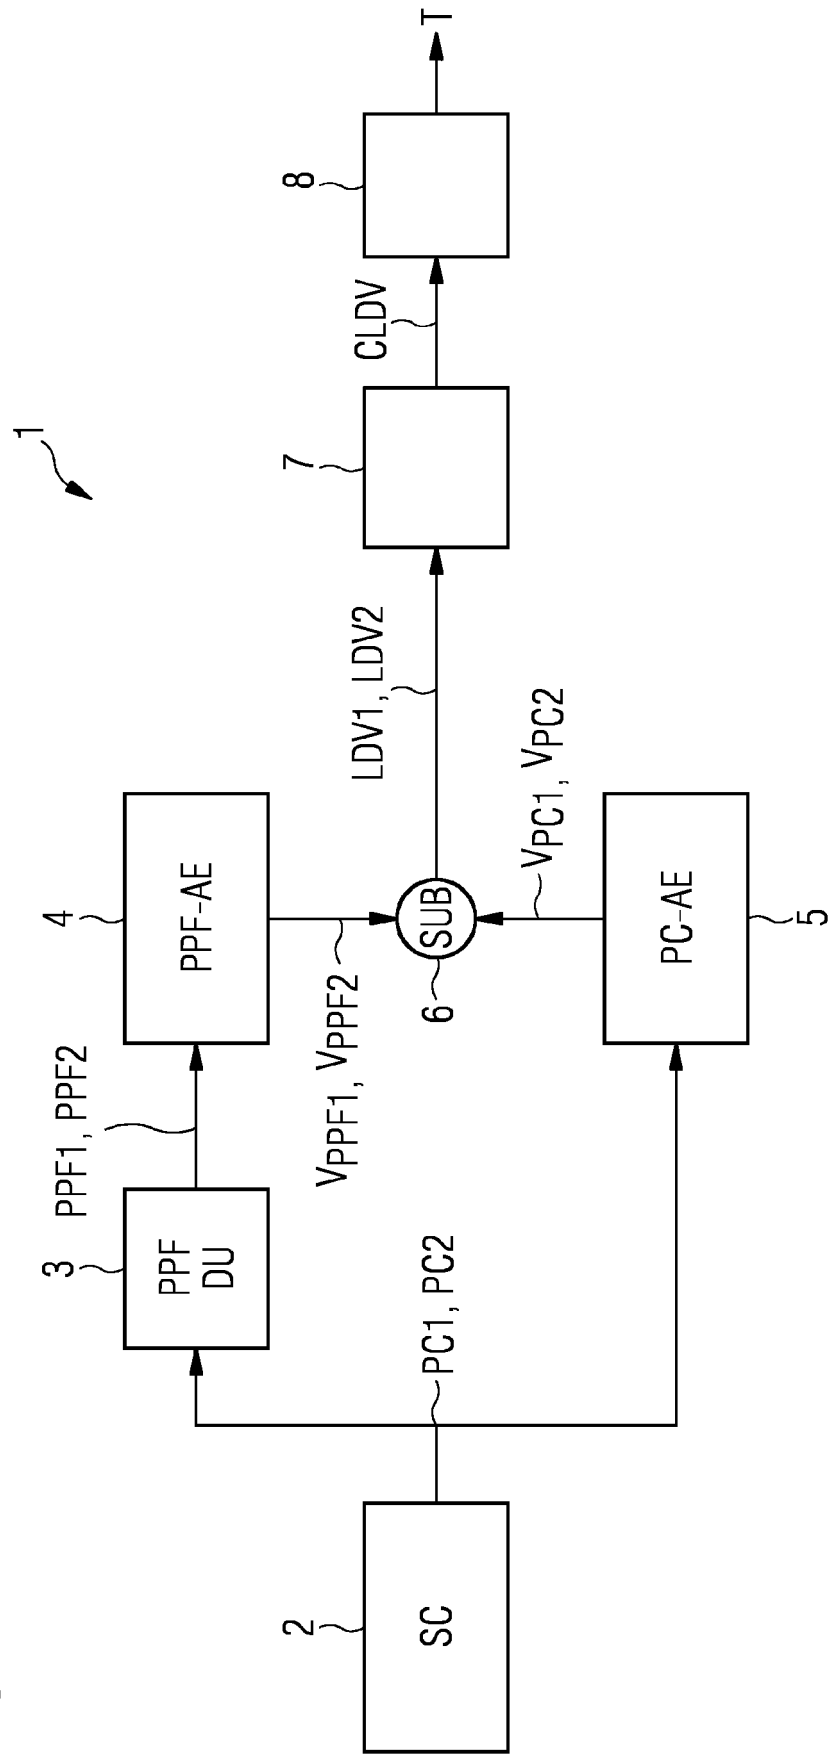 1
2
SC
PC1, PC2
3
PPF
DU
PPF1, PPF2
4
PPF-AE
VPPF1, VPPF2
6
SUB
VPC1, VPC2
5
PC-AE
LDV1, LDV2
7
CLDV
8
T